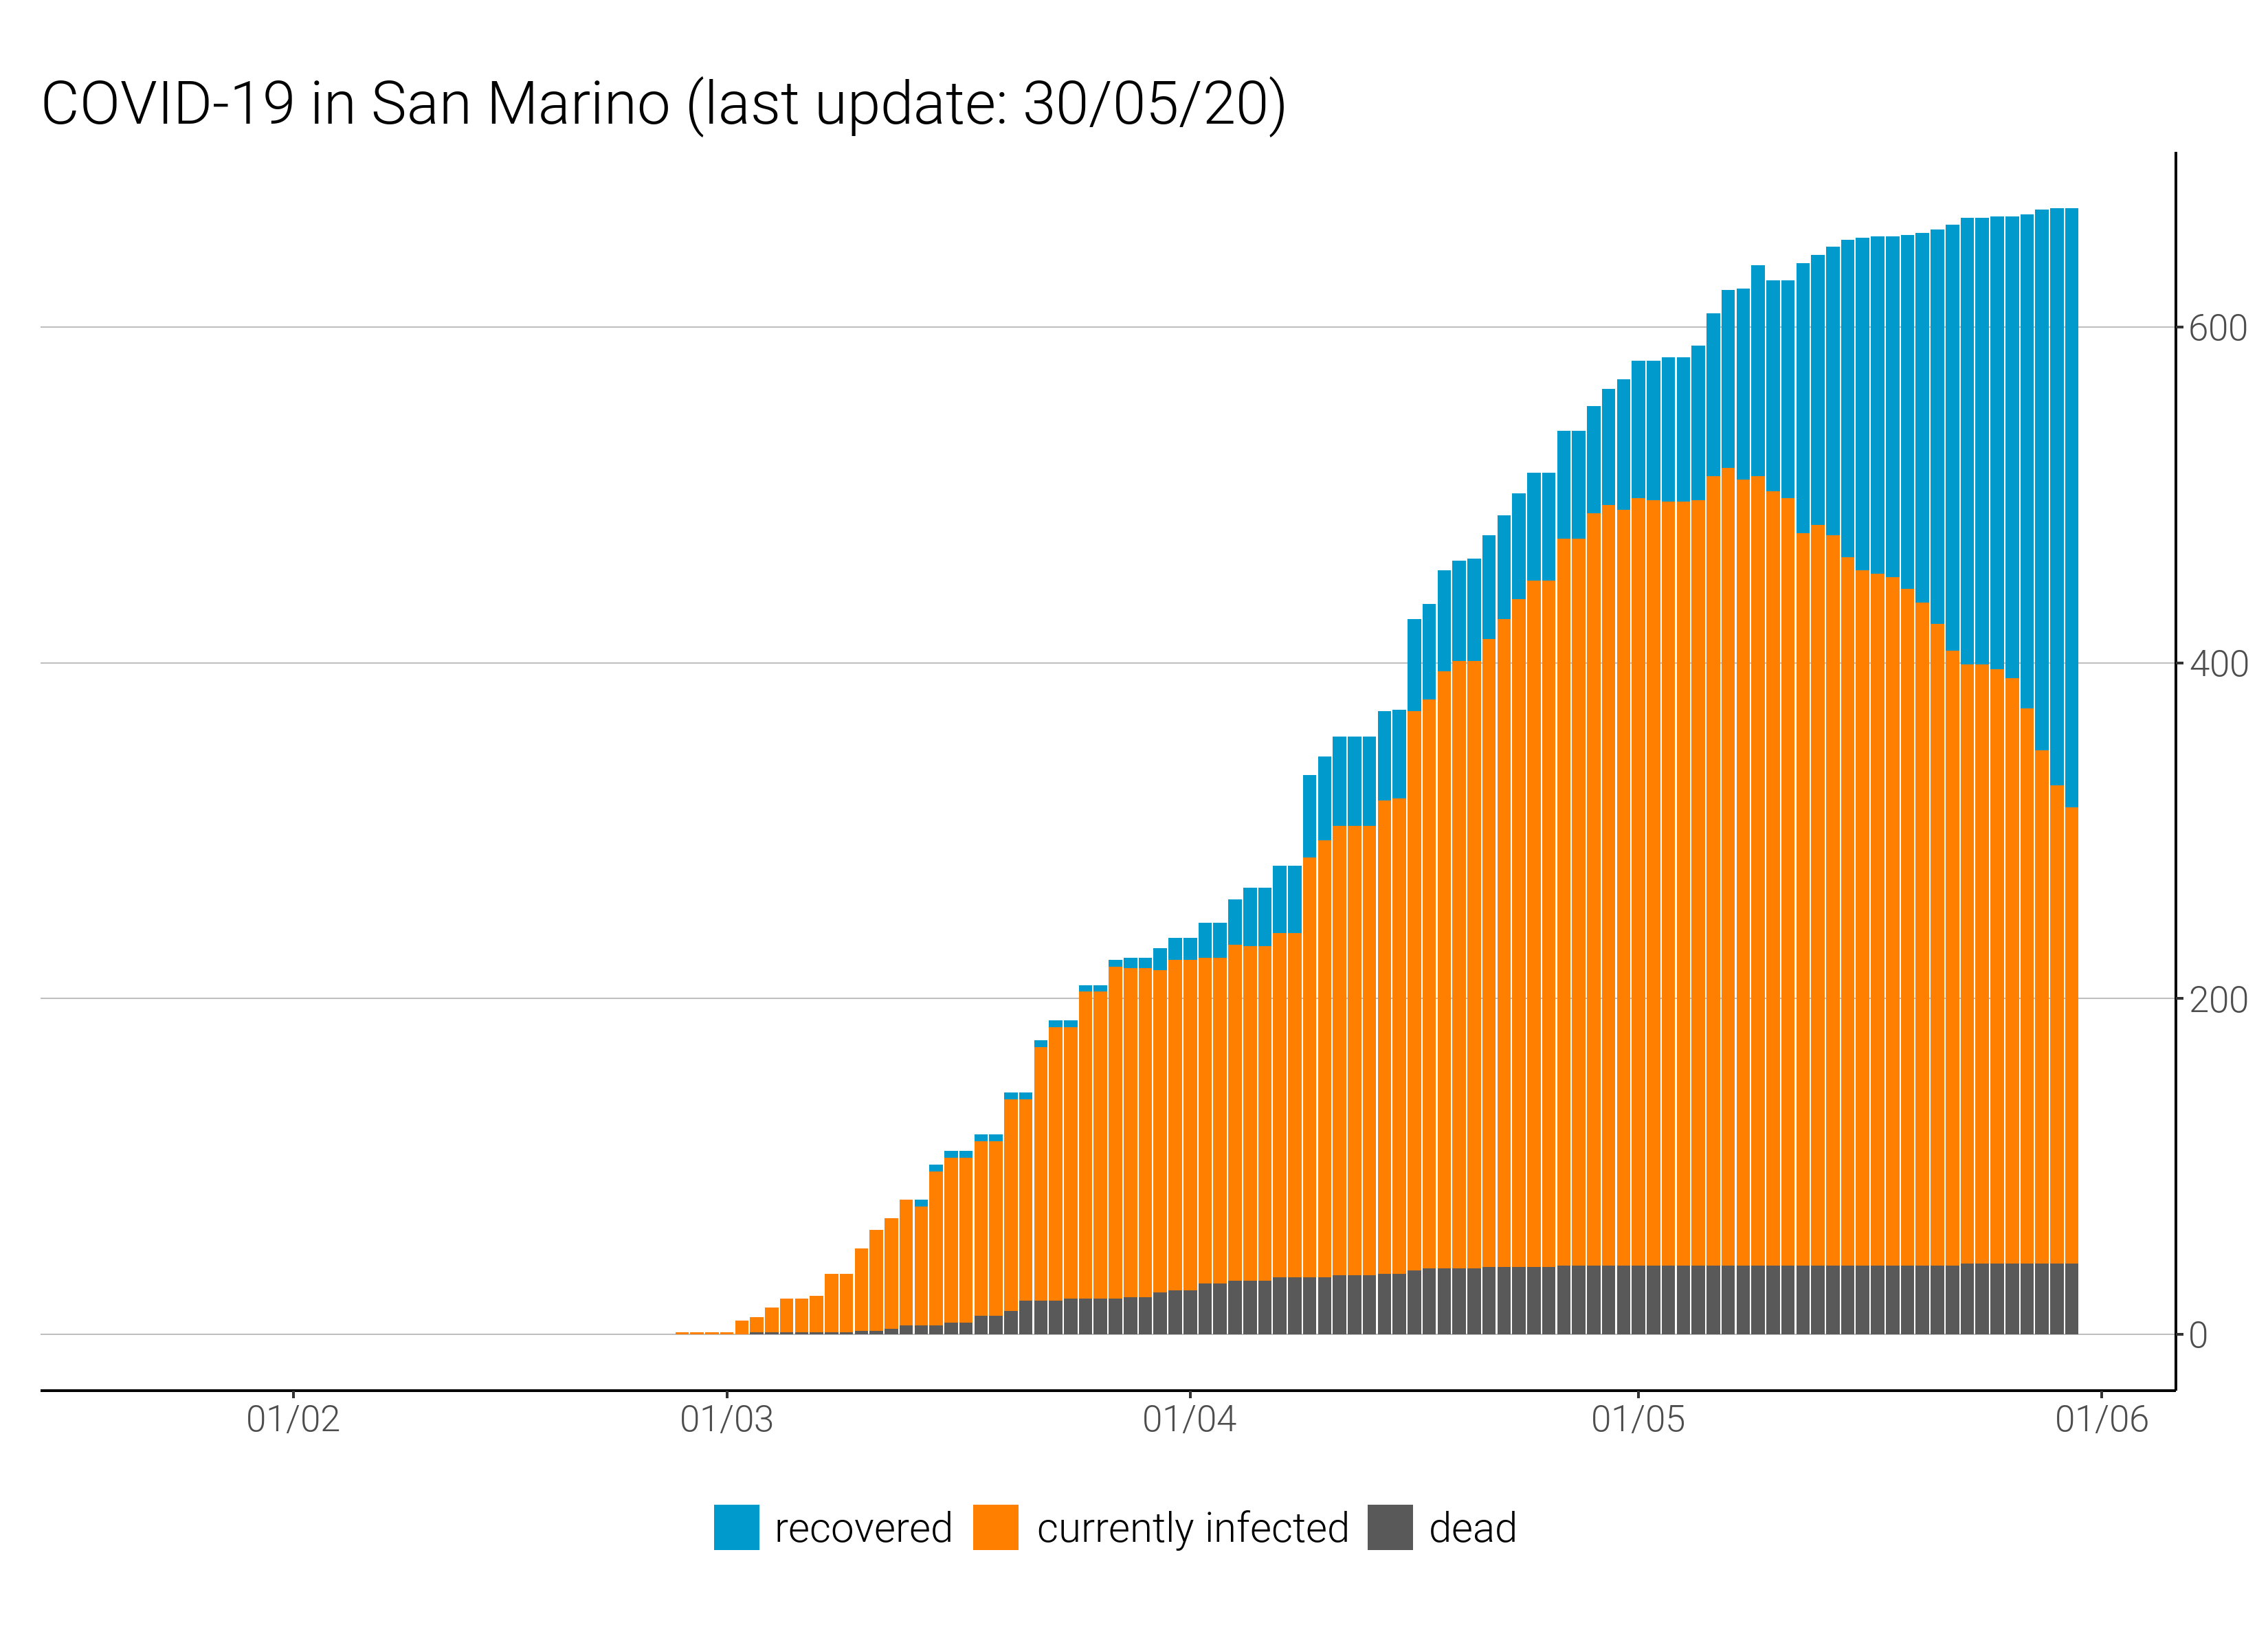 COVID-19 in San Marino (last update: 30/05/20)
600
400
200
0
01/02 01/03 01/04 01/05 01/06
recovered currently infected dead